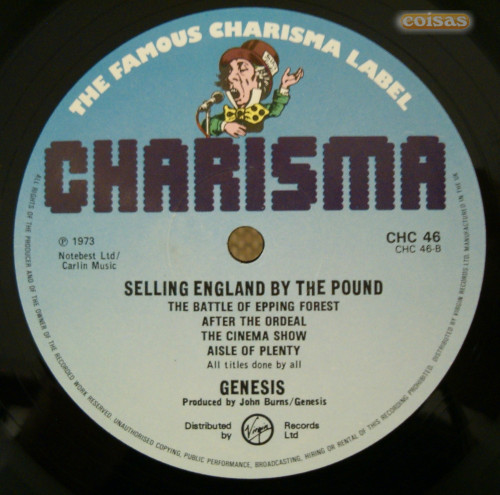 eoisas
THE FAMOUS CHARISMA LABEL
CHARISMA
℗ 1973
Notebest Ltd/
Carlin Music
CHC 46
CHC 46-B
SELLING ENGLAND BY THE POUND
THE BATTLE OF EPPING FOREST
AFTER THE ORDEAL
THE CINEMA SHOW
AISLE OF PLENTY
All titles done by all
GENESIS
Produced by John Burns/Genesis
Distributed by Virgin Records Ltd
ALL RIGHTS OF THE PRODUCER AND OF THE OWNER OF THE RECORDED WORK RESERVED. UNAUTHORISED COPYING, PUBLIC PERFORMANCE, BROADCASTING, HIRING OR RENTAL OF THIS RECORDING PROHIBITED. DISTRIBUTED BY VIRGIN RECORDS LTD. MANUFACTURED IN THE UK